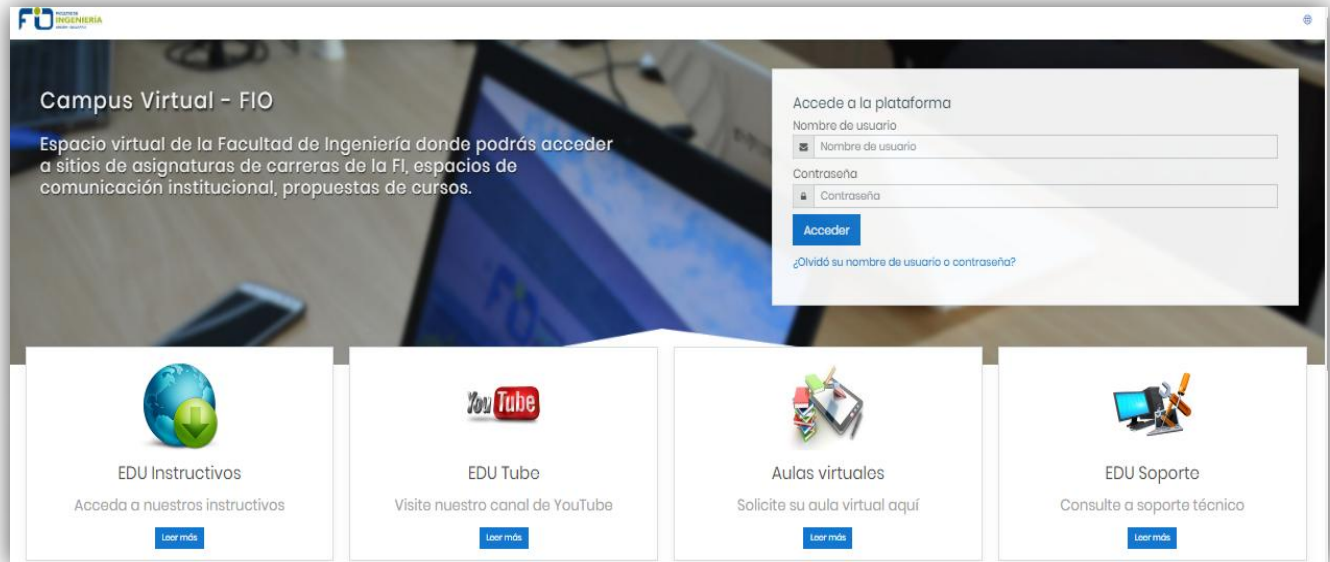 FIO
INGENIERÍA
Campus Virtual - FIO
Espacio virtual de la Facultad de Ingeniería donde podrás acceder
a sitios de asignaturas de carreras de la FI, espacios de
comunicación institucional, propuestas de cursos.
Accede a la plataforma
Nombre de usuario
Nombre de usuario
Contraseña
Contraseña
Acceder
¿Olvidó su nombre de usuario o contraseña?
You Tube
EDU Instructivos
Acceda a nuestros instructivos
Leer más
EDU Tube
Visite nuestro canal de YouTube
Leer más
Aulas virtuales
Solicite su aula virtual aquí
Leer más
EDU Soporte
Consulte a soporte técnico
Leer más